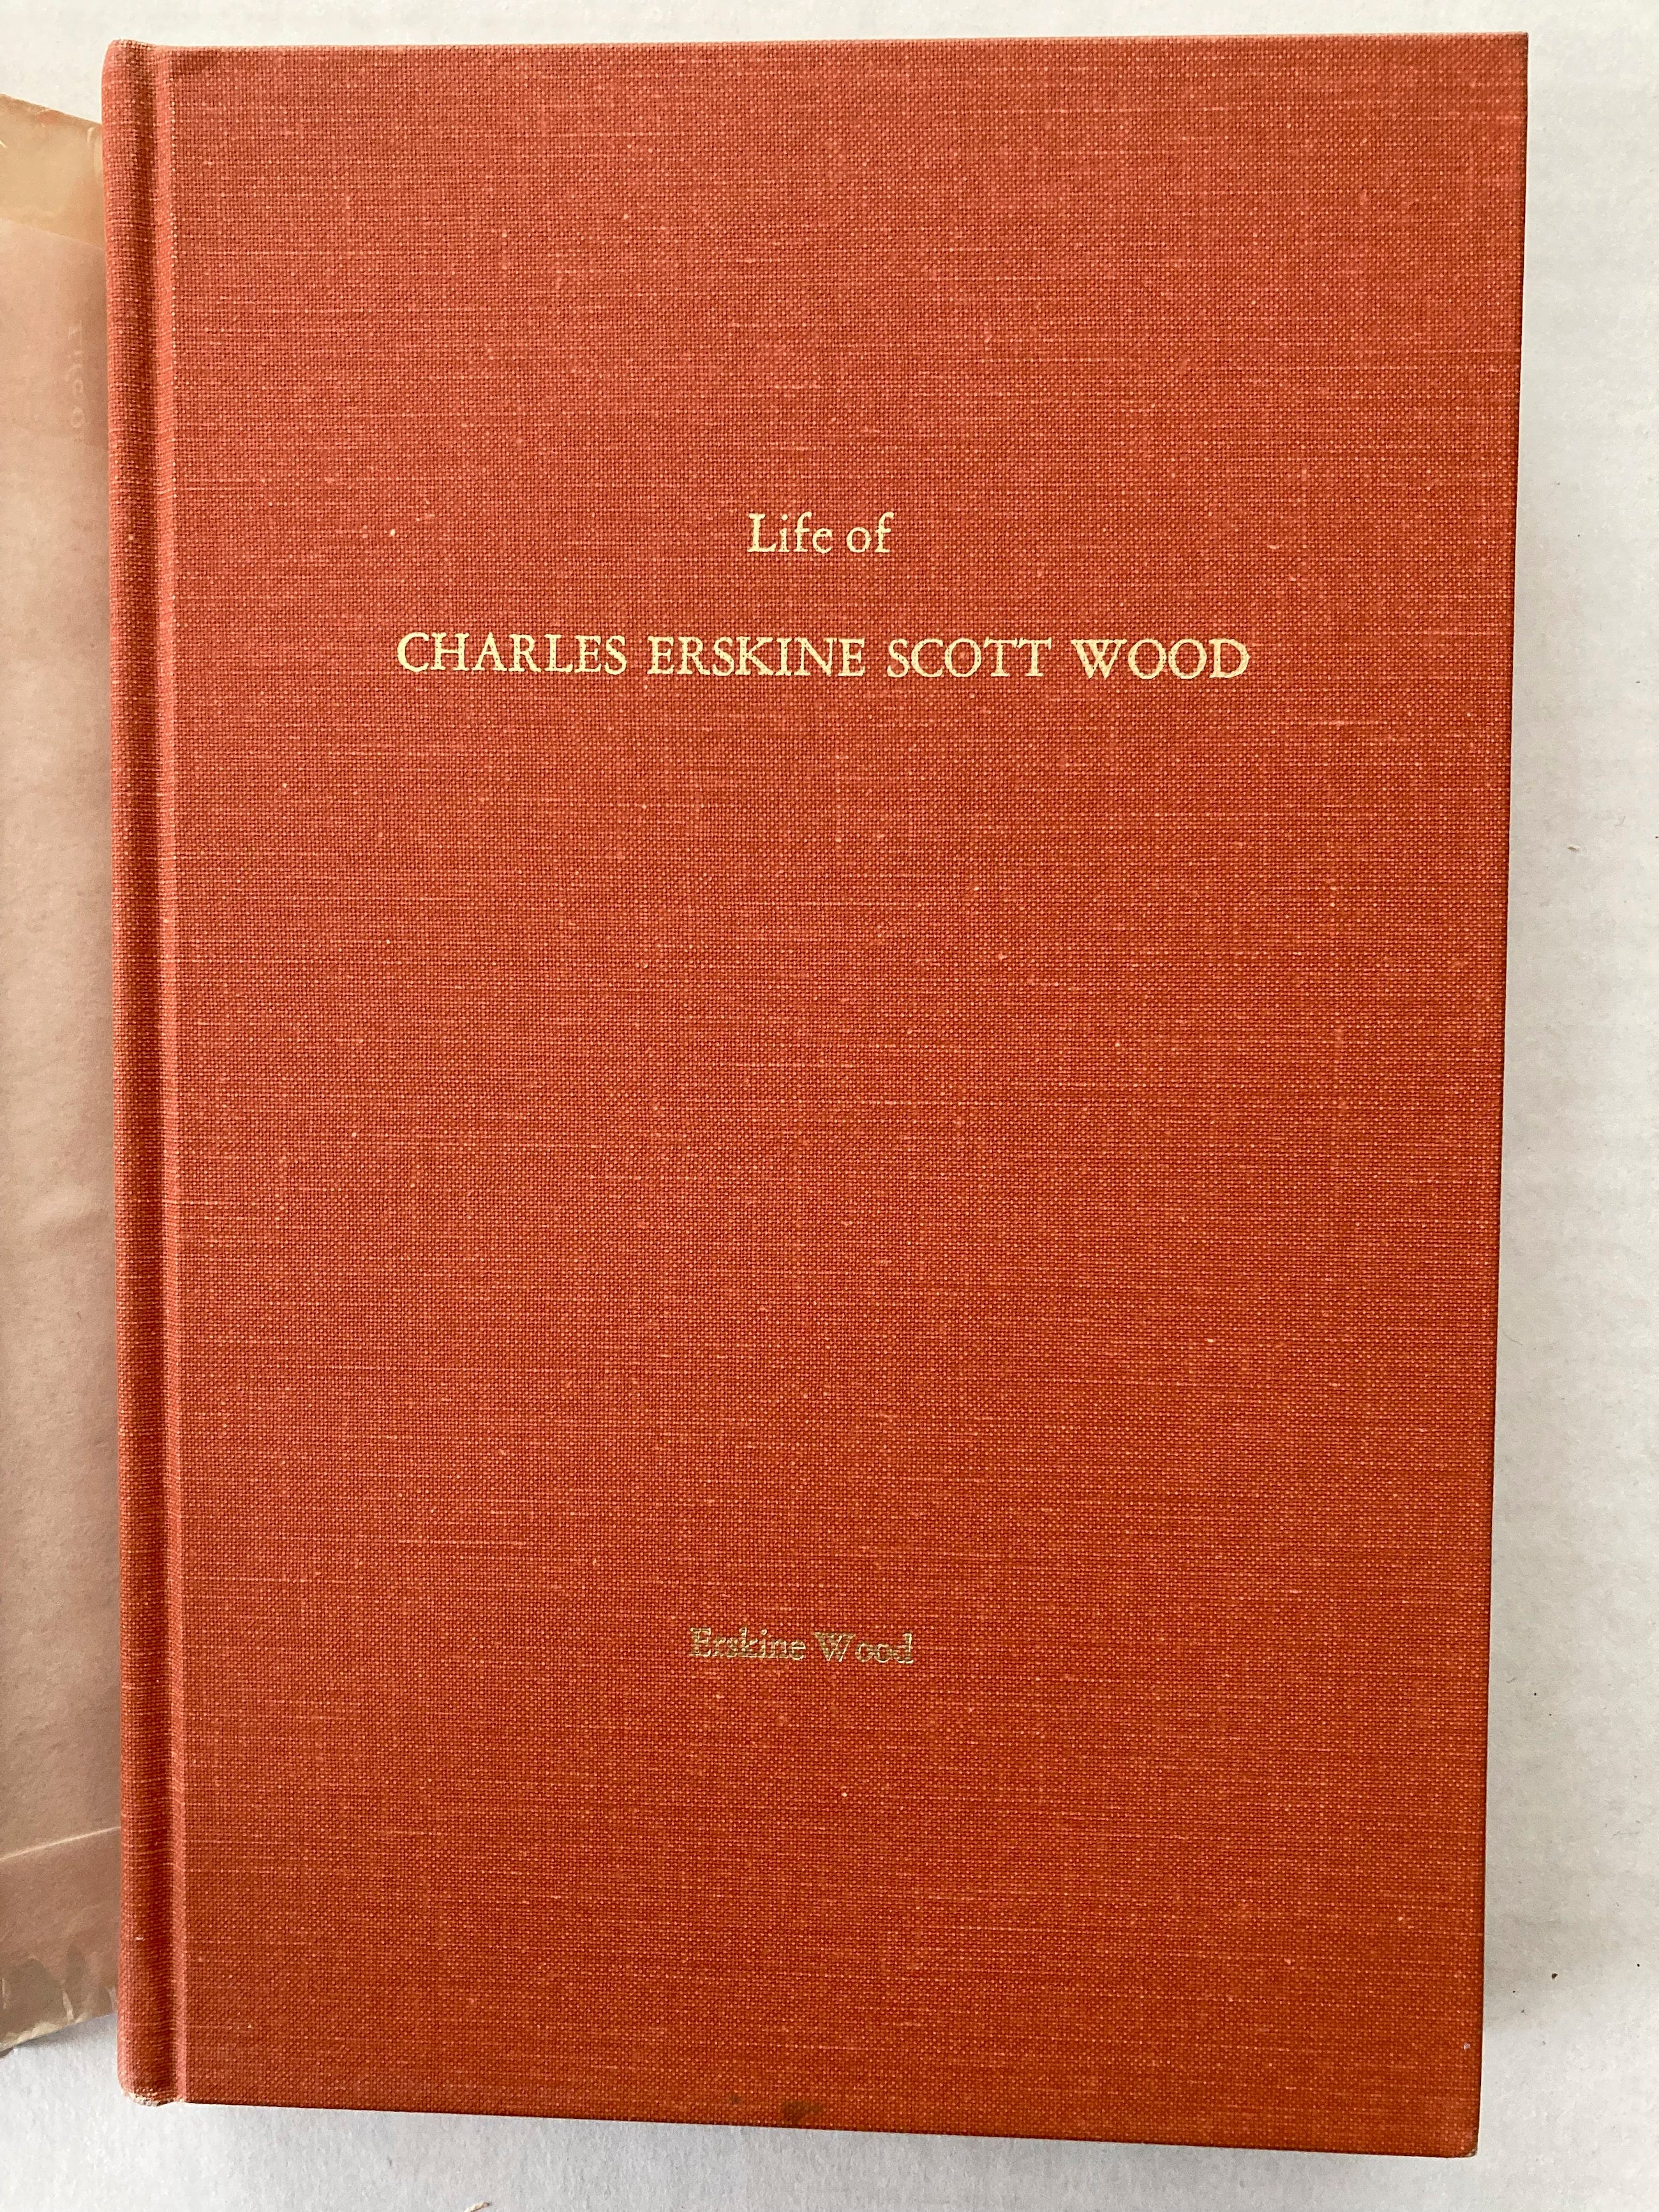 Life of
CHARLES ERSKINE SCOTT WOOD
Erskine Wood